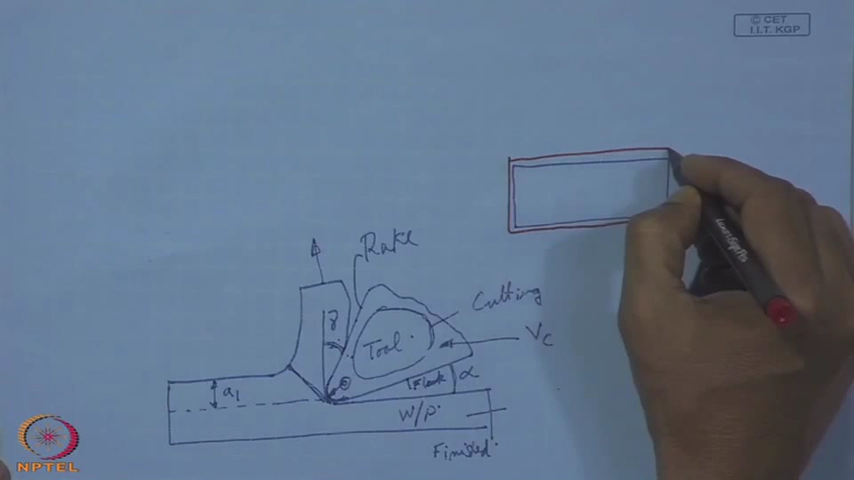 © CET
I.I.T. KGP
Rake
γ
Cutting
Tool
Vc
a1
Flank
α
W/P.
Finished
NPTEL